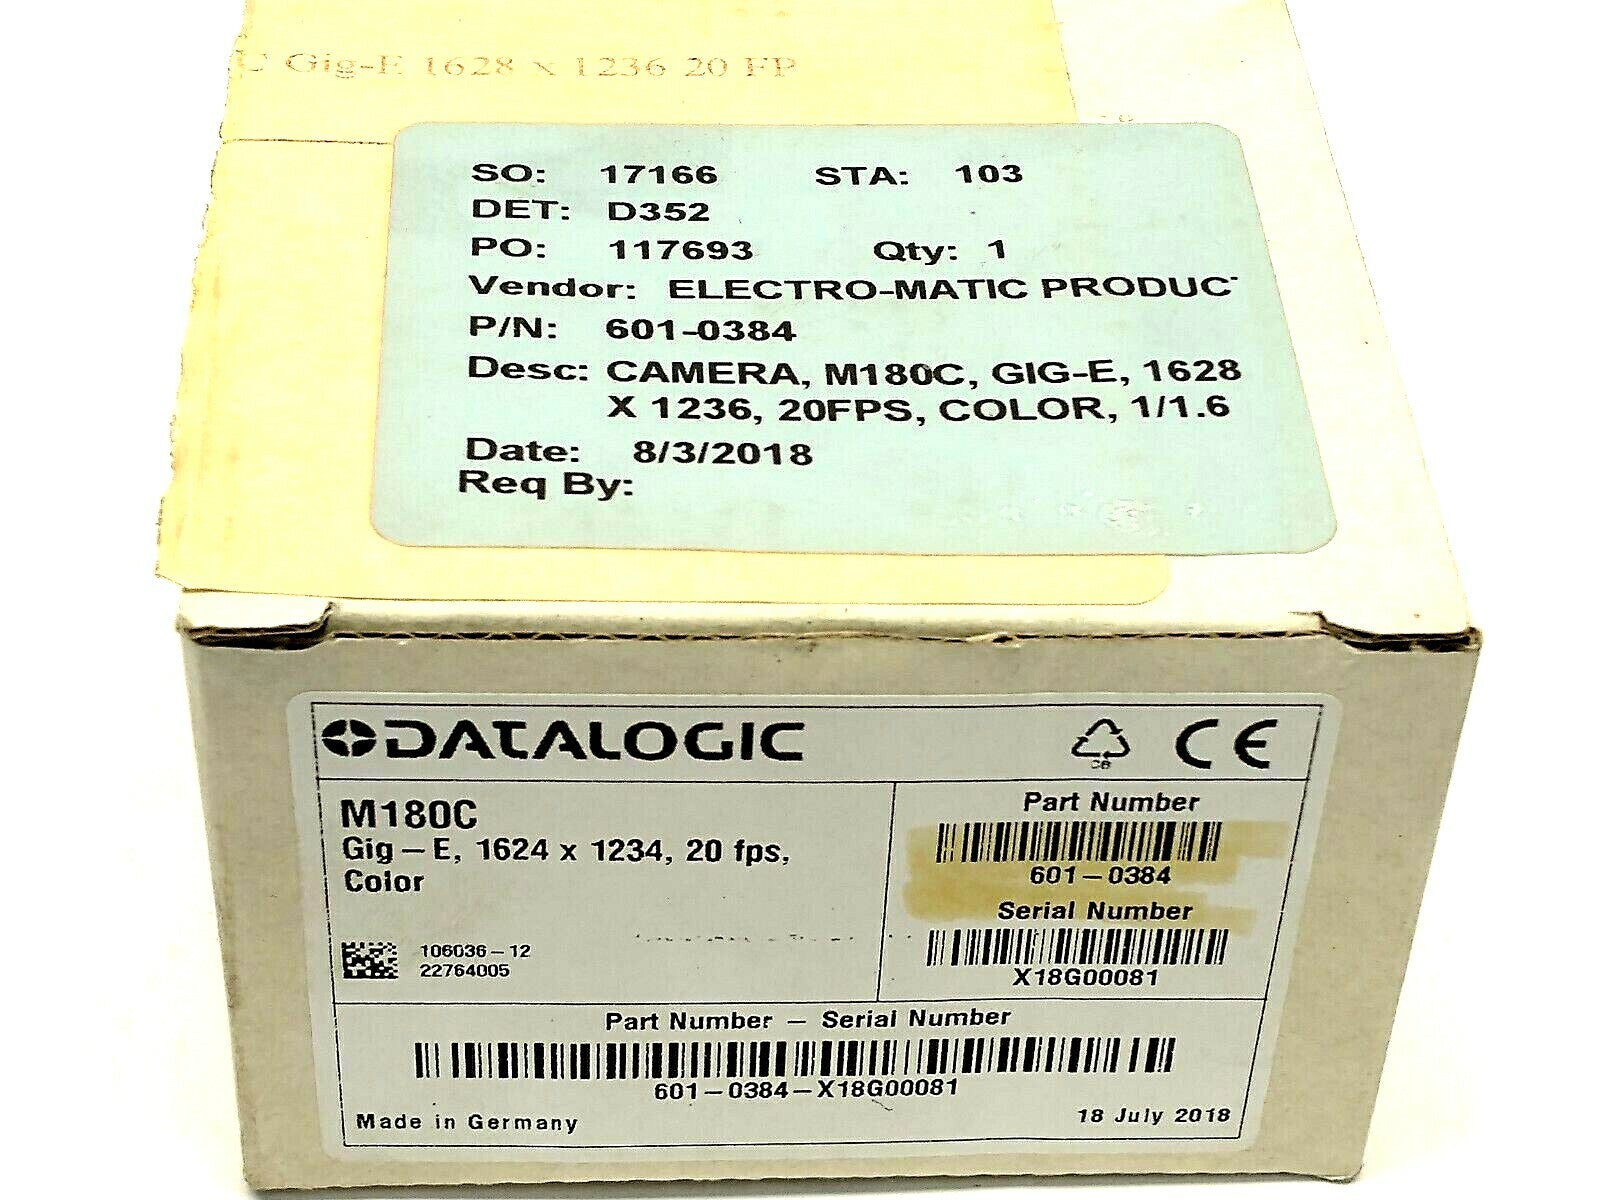 Gig-E 1628 x 1236 20 FP
SO: 17166 STA: 103
DET: D352
PO: 117693 Qty: 1
Vendor: ELECTRO-MATIC PRODUC
P/N: 601-0384
Desc: CAMERA, M180C, GIG-E, 1628
X 1236, 20FPS, COLOR, 1/1.6
Date: 8/3/2018
Req By:
DATALOGIC
CB
CE
M180C
Gig-E, 1624 x 1234, 20 fps,
Color
106036-12
22764005
Part Number
601-0384
Serial Number
X18G00081
Part Number - Serial Number
601-0384-X18G00081
Made in Germany
18 July 2018